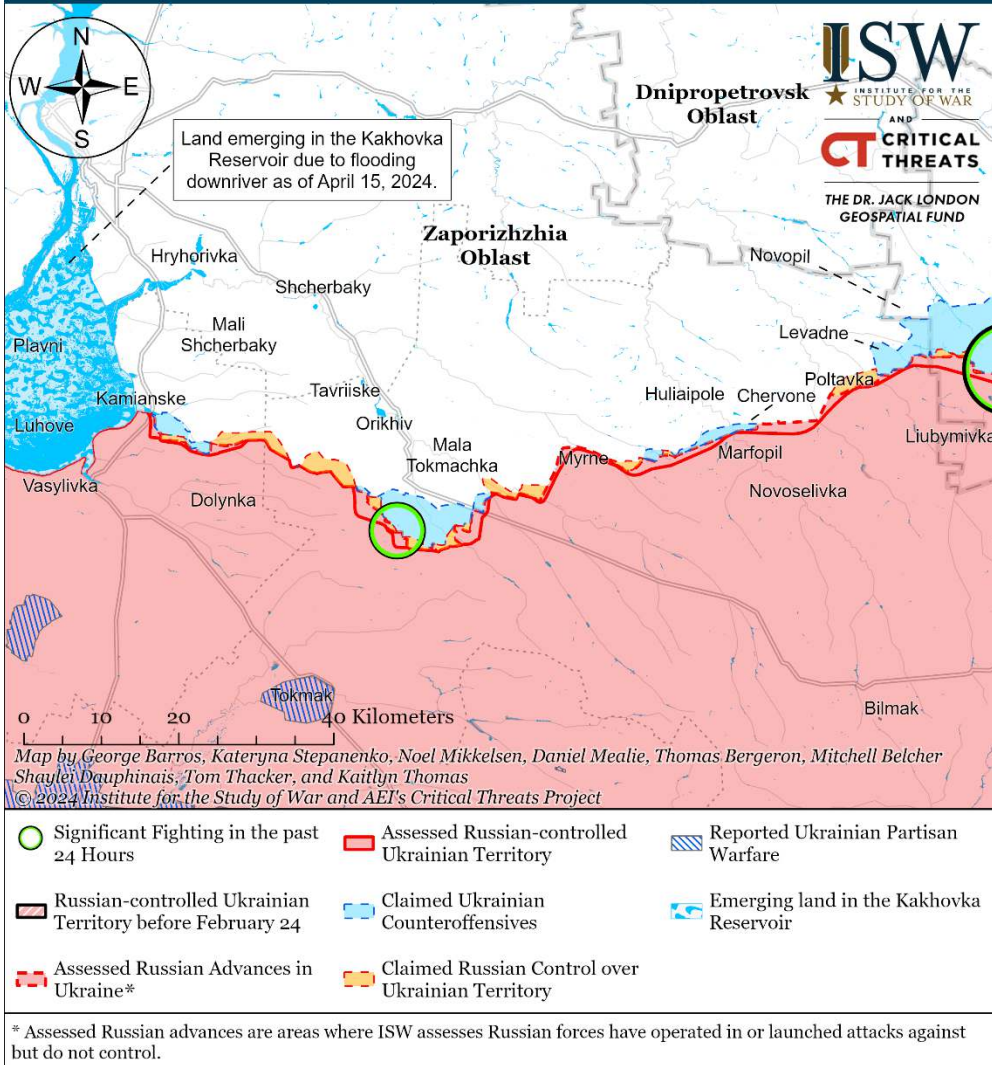 N
W E
S
ISW
INSTITUTE FOR THE
STUDY OF WAR
AND
CT CRITICAL
THREATS
THE DR. JACK LONDON
GEOSPATIAL FUND
Dnipropetrovsk
Oblast
Land emerging in the Kakhovka
Reservoir due to flooding
downriver as of April 15, 2024.
Zaporizhzhia
Oblast
Hryhorivka
Novopil
Shcherbaky
Mali
Shcherbaky
Levadne
Plavni
Tavriiske
Poltavka
Kamianske
Huliaipole
Chervone
Orikhiv
Luhove
Mala
Tokmachka
Liubymivka
Myrne
Marfopil
Vasylivka
Dolynka
Novoselivka
Tokmak
Bilmak
0 10 20 40 Kilometers
Map by George Barros, Kateryna Stepanenko, Noel Mikkelsen, Daniel Mealie, Thomas Bergeron, Mitchell Belcher
Shaylei Dauphinais, Tom Thacker, and Kaitlyn Thomas
© 2024 Institute for the Study of War and AEI's Critical Threats Project
Significant Fighting in the past
24 Hours
Russian-controlled Ukrainian
Territory before February 24
Assessed Russian Advances in
Ukraine*
Assessed Russian-controlled
Ukrainian Territory
Claimed Ukrainian
Counteroffensives
Claimed Russian Control over
Ukrainian Territory
Reported Ukrainian Partisan
Warfare
Emerging land in the Kakhovka
Reservoir
* Assessed Russian advances are areas where ISW assesses Russian forces have operated in or launched attacks against
but do not control.